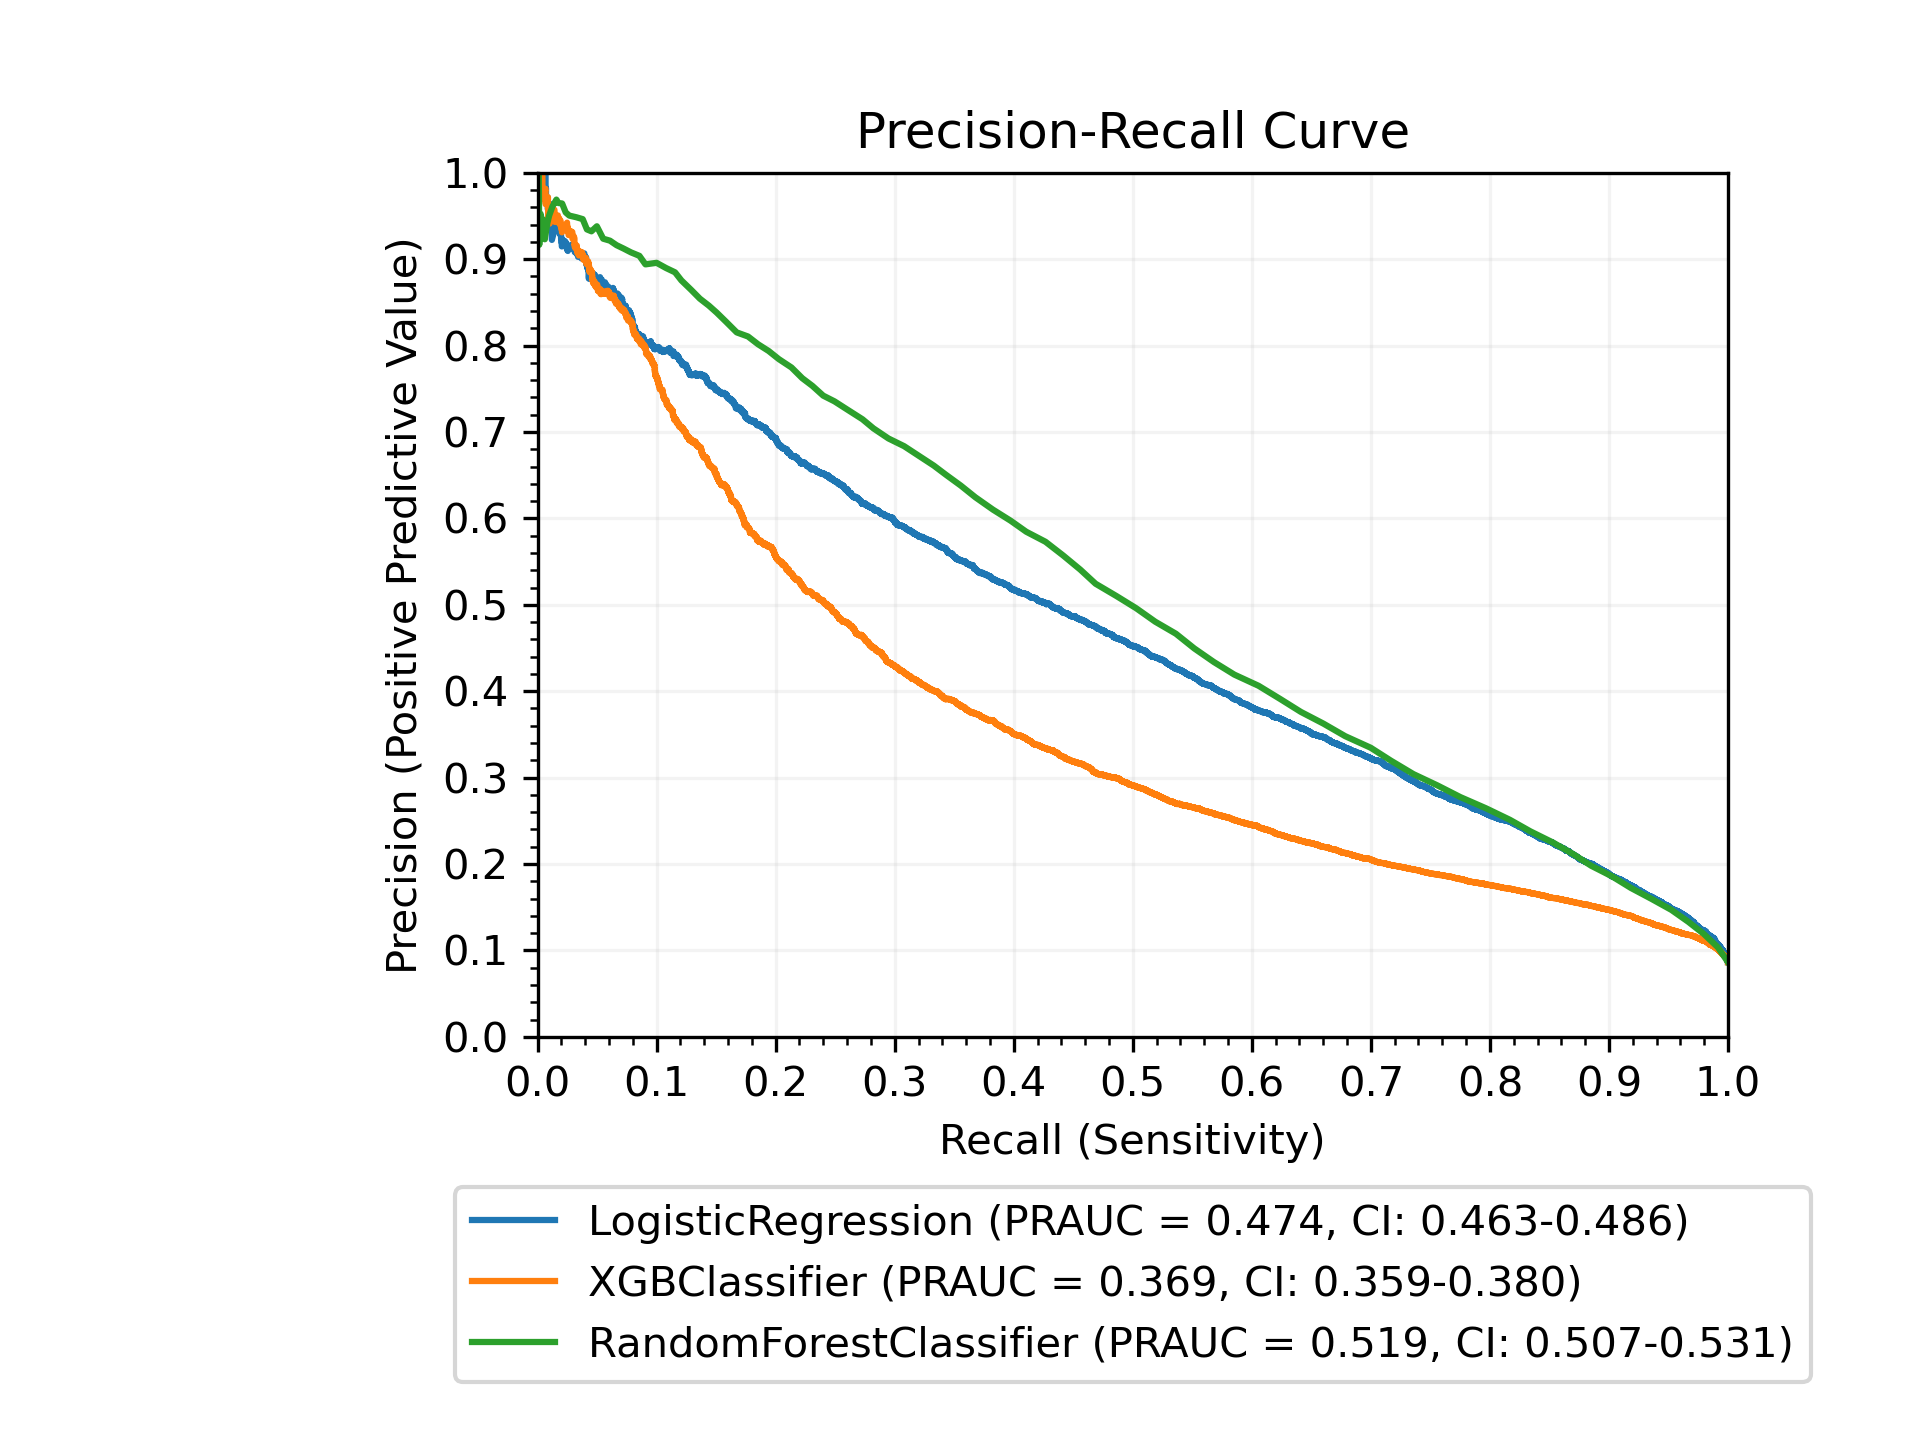 Precision-Recall Curve
Precision (Positive Predictive Value)
1.0
0.9
0.8
0.7
0.6
0.5
0.4
0.3
0.2
0.1
0.0
0.0 0.1 0.2 0.3 0.4 0.5 0.6 0.7 0.8 0.9 1.0
Recall (Sensitivity)
LogisticRegression (PRAUC = 0.474, CI: 0.463-0.486)
XGBClassifier (PRAUC = 0.369, CI: 0.359-0.380)
RandomForestClassifier (PRAUC = 0.519, CI: 0.507-0.531)